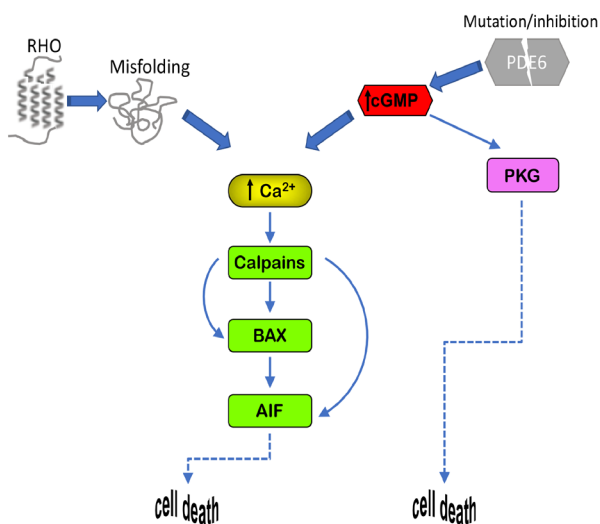 Mutation/inhibition
RHO
Misfolding
PDE6
↑cGMP
PKG
↑ Ca²⁺
Calpains
BAX
AIF
cell death
cell death